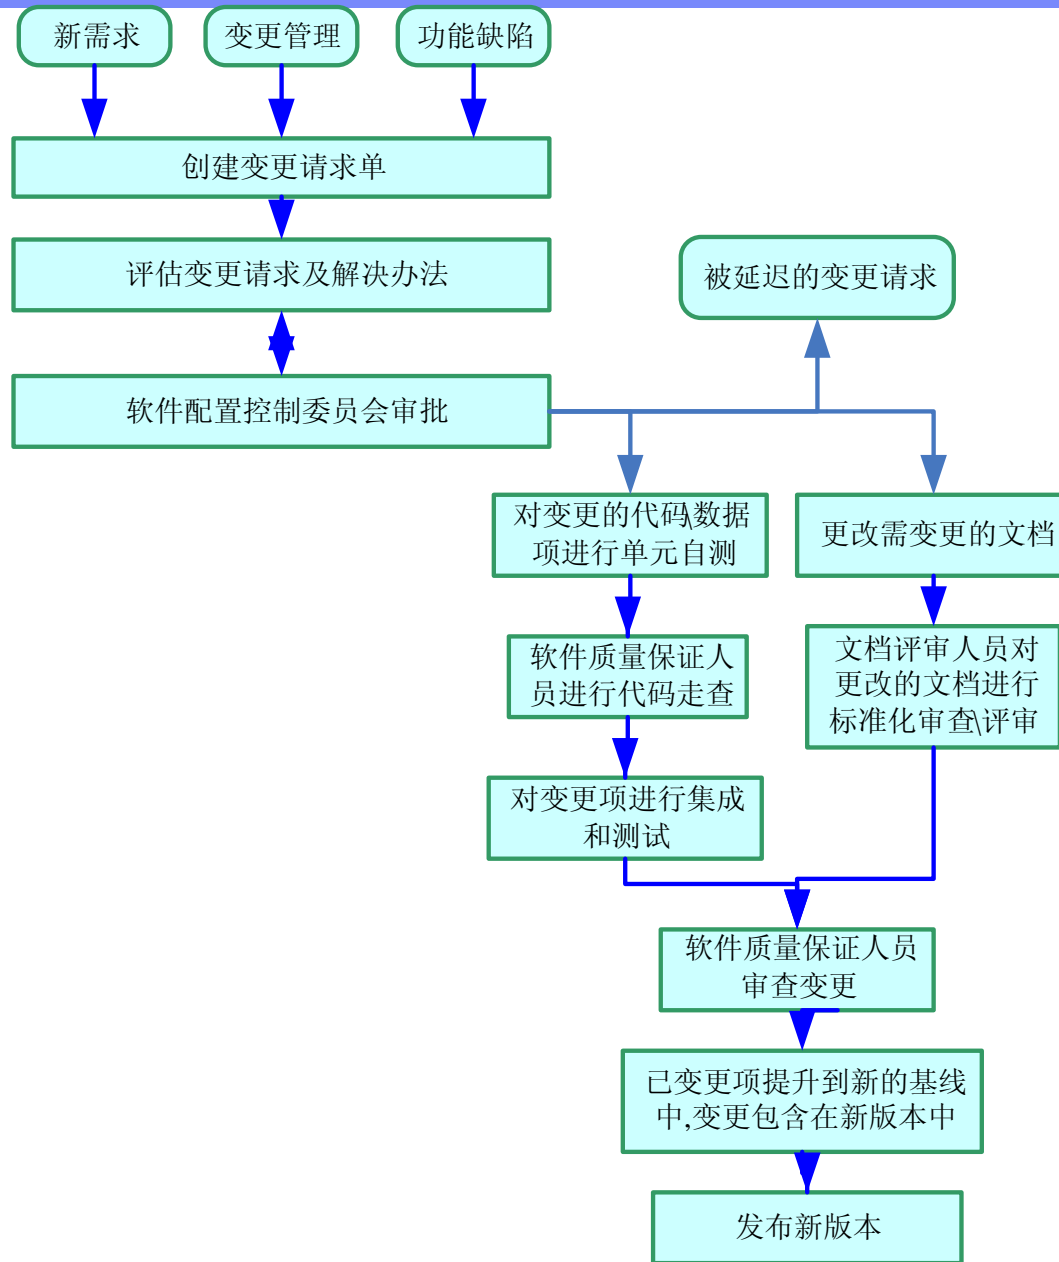 新需求
变更管理
功能缺陷
创建变更请求单
评估变更请求及解决办法
被延迟的变更请求
软件配置控制委员会审批
对变更的代码\数据
项进行单元自测
更改需变更的文档
软件质量保证人
员进行代码走查
文档评审人员对
更改的文档进行
标准化审查\评审
对变更项进行集成
和测试
软件质量保证人员
审查变更
已变更项提升到新的基线
中,变更包含在新版本中
发布新版本